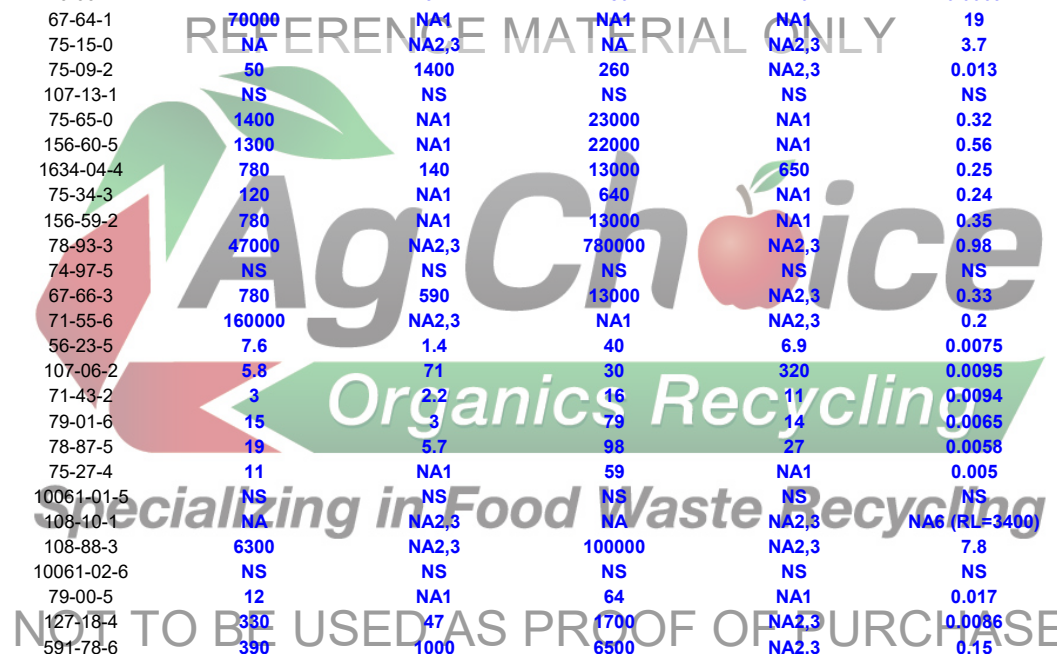 67-64-1 70000 NA1 NA1 NA1 19
REFERENCE MATERIAL ONLY
75-15-0 NA NA2,3 NA NA2,3 3.7
75-09-2 50 1400 260 NA2,3 0.013
107-13-1 NS NS NS NS NS
75-65-0 1400 NA1 23000 NA1 0.32
156-60-5 1300 NA1 22000 NA1 0.56
1634-04-4 780 140 13000 650 0.25
75-34-3 120 NA1 640 NA1 0.24
156-59-2 780 NA1 13000 NA1 0.35
Ag Choice
78-93-3 47000 NA2,3 780000 NA2,3 0.98
74-97-5 NS NS NS NS NS
67-66-3 780 590 13000 NA2,3 0.33
71-55-6 160000 NA2,3 NA1 NA2,3 0.2
56-23-5 7.6 1.4 40 6.9 0.0075
107-06-2 5.8 71 30 320 0.0095
71-43-2 3 2.2 16 11 0.0094
Organics Recycling
79-01-6 15 3 79 14 0.0065
78-87-5 19 5.7 98 27 0.0058
75-27-4 11 NA1 59 NA1 0.005
10061-01-5 NS NS NS NS NS
Specializing in Food Waste Recycling
108-10-1 NA NA2,3 NA NA2,3 NA6 (RL=3400)
108-88-3 6300 NA2,3 100000 NA2,3 7.8
10061-02-6 NS NS NS NS NS
79-00-5 12 NA1 64 NA1 0.017
NOT TO BE USED AS PROOF OF PURCHASE
127-18-4 330 47 1700 NA2,3 0.0086
591-78-6 390 1000 6500 NA2,3 0.15